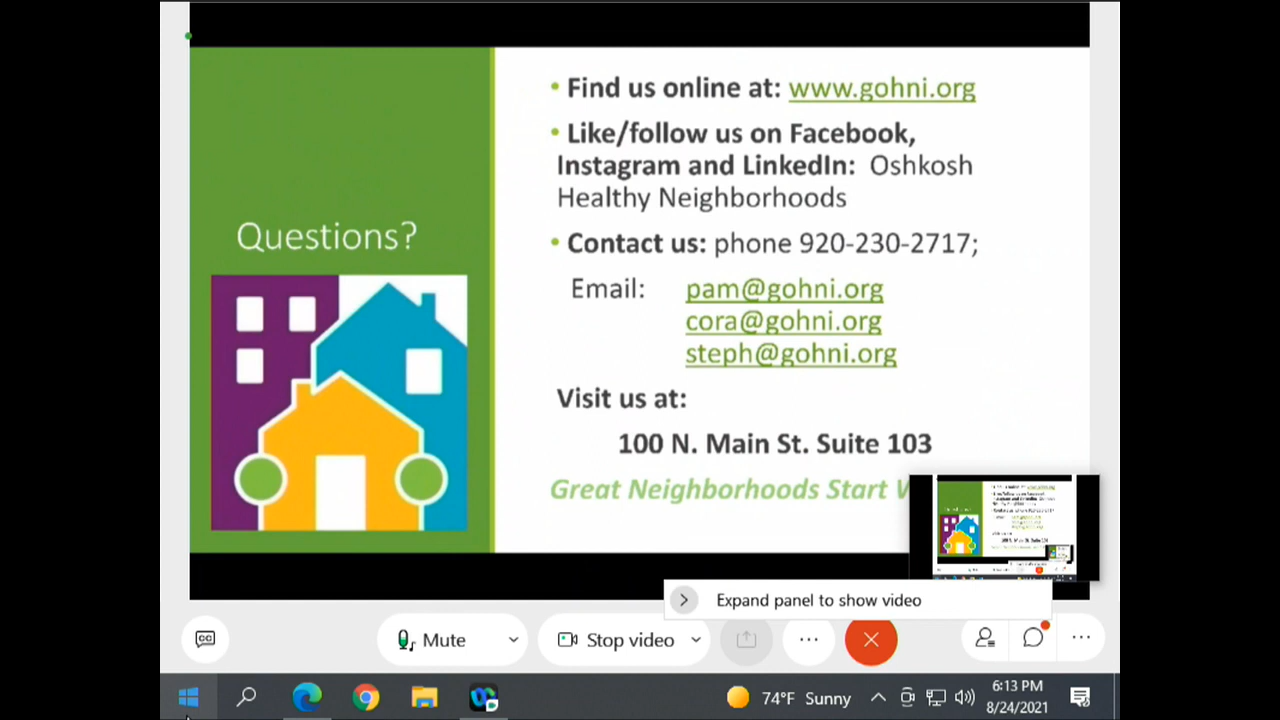 • Find us online at: www.gohni.org
• Like/follow us on Facebook,
Instagram and LinkedIn: Oshkosh
Healthy Neighborhoods
Questions?
• Contact us: phone 920-230-2717;
Email: pam@gohni.org
cora@gohni.org
steph@gohni.org
Visit us at:
100 N. Main St. Suite 103
Great Neighborhoods Start
Expand panel to show video
CC
Mute
Stop video
74°F Sunny
6:13 PM
8/24/2021